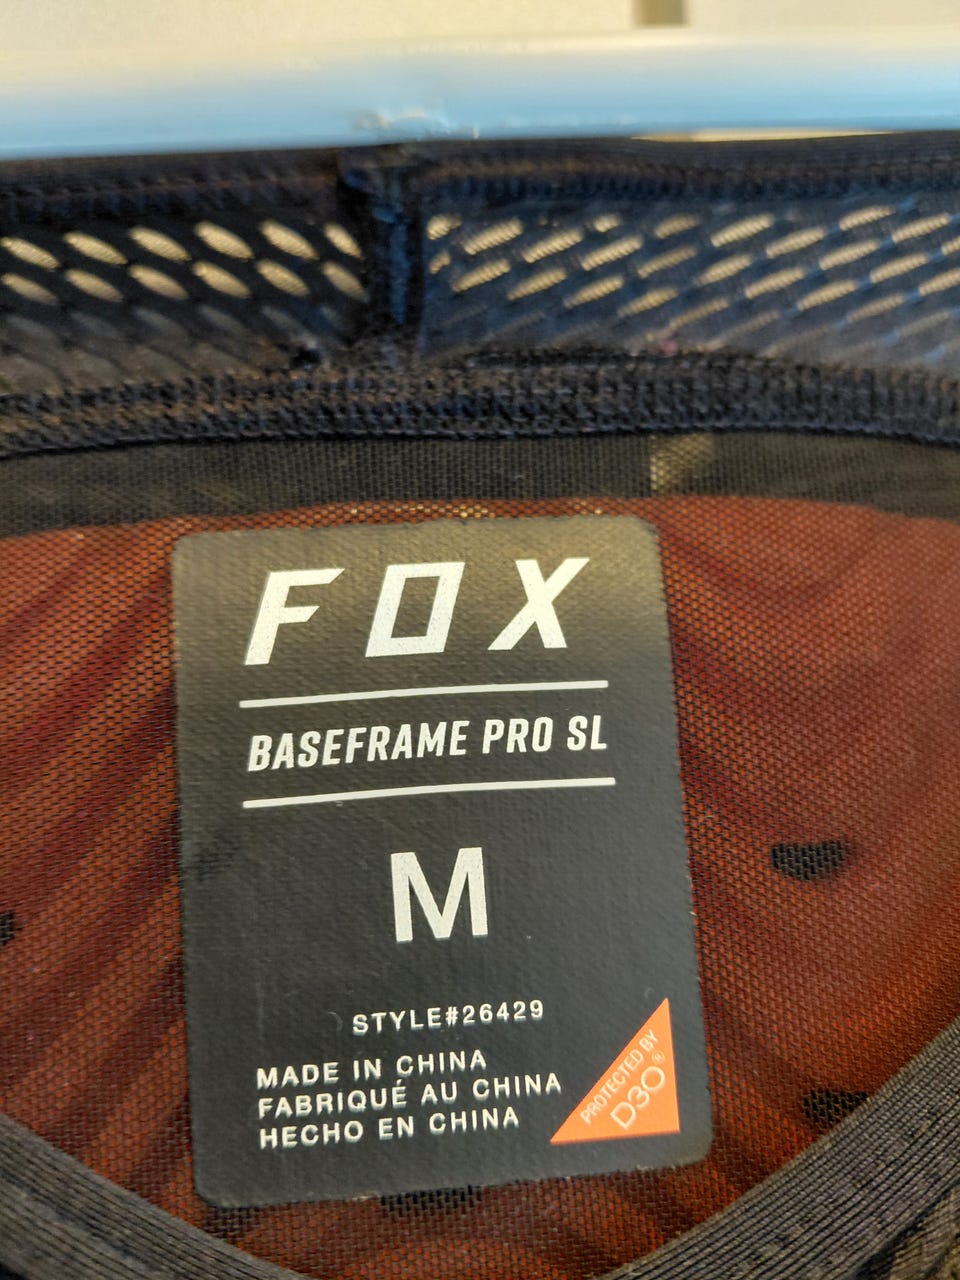 FOX
BASEFRAME PRO SL
M
STYLE#26429
MADE IN CHINA
FABRIQUÉ AU CHINA
HECHO EN CHINA
PROTECTED BY
D3O®